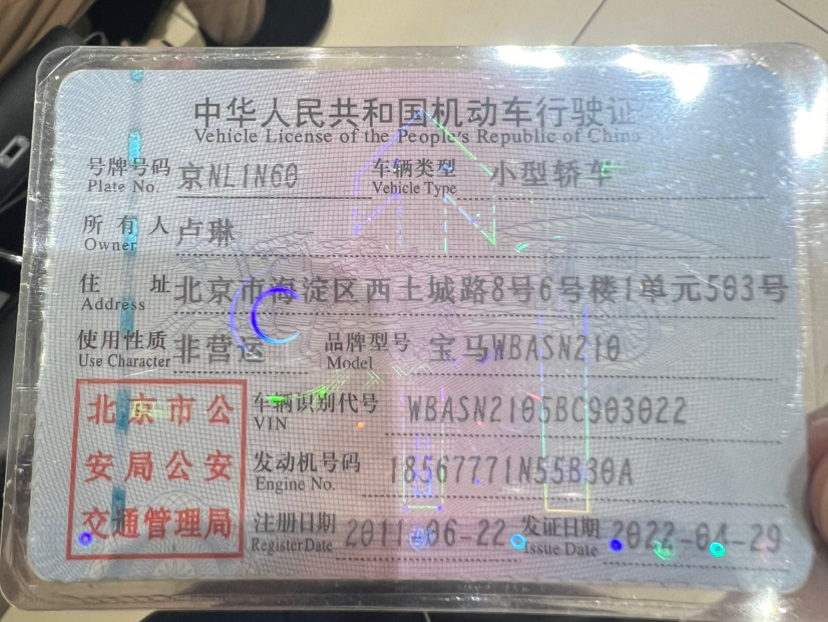 中华人民共和国机动车行驶证
Vehicle License of the People's Republic of China
号牌号码 京NL1N60 车辆类型 小型轿车
Plate No. Vehicle Type
所有人 卢琳
Owner
住址 北京市海淀区西土城路8号6号楼1单元503号
Address
使用性质 非营运 品牌型号 宝马WBASN210
Use Character Model
北京市公
安局公安
交通管理局
车辆识别代号 WBASN2105BC903022
VIN
发动机号码 18567771N55B30A
Engine No.
注册日期 2011-06-22 发证日期 2022-04-29
Register Date Issue Date